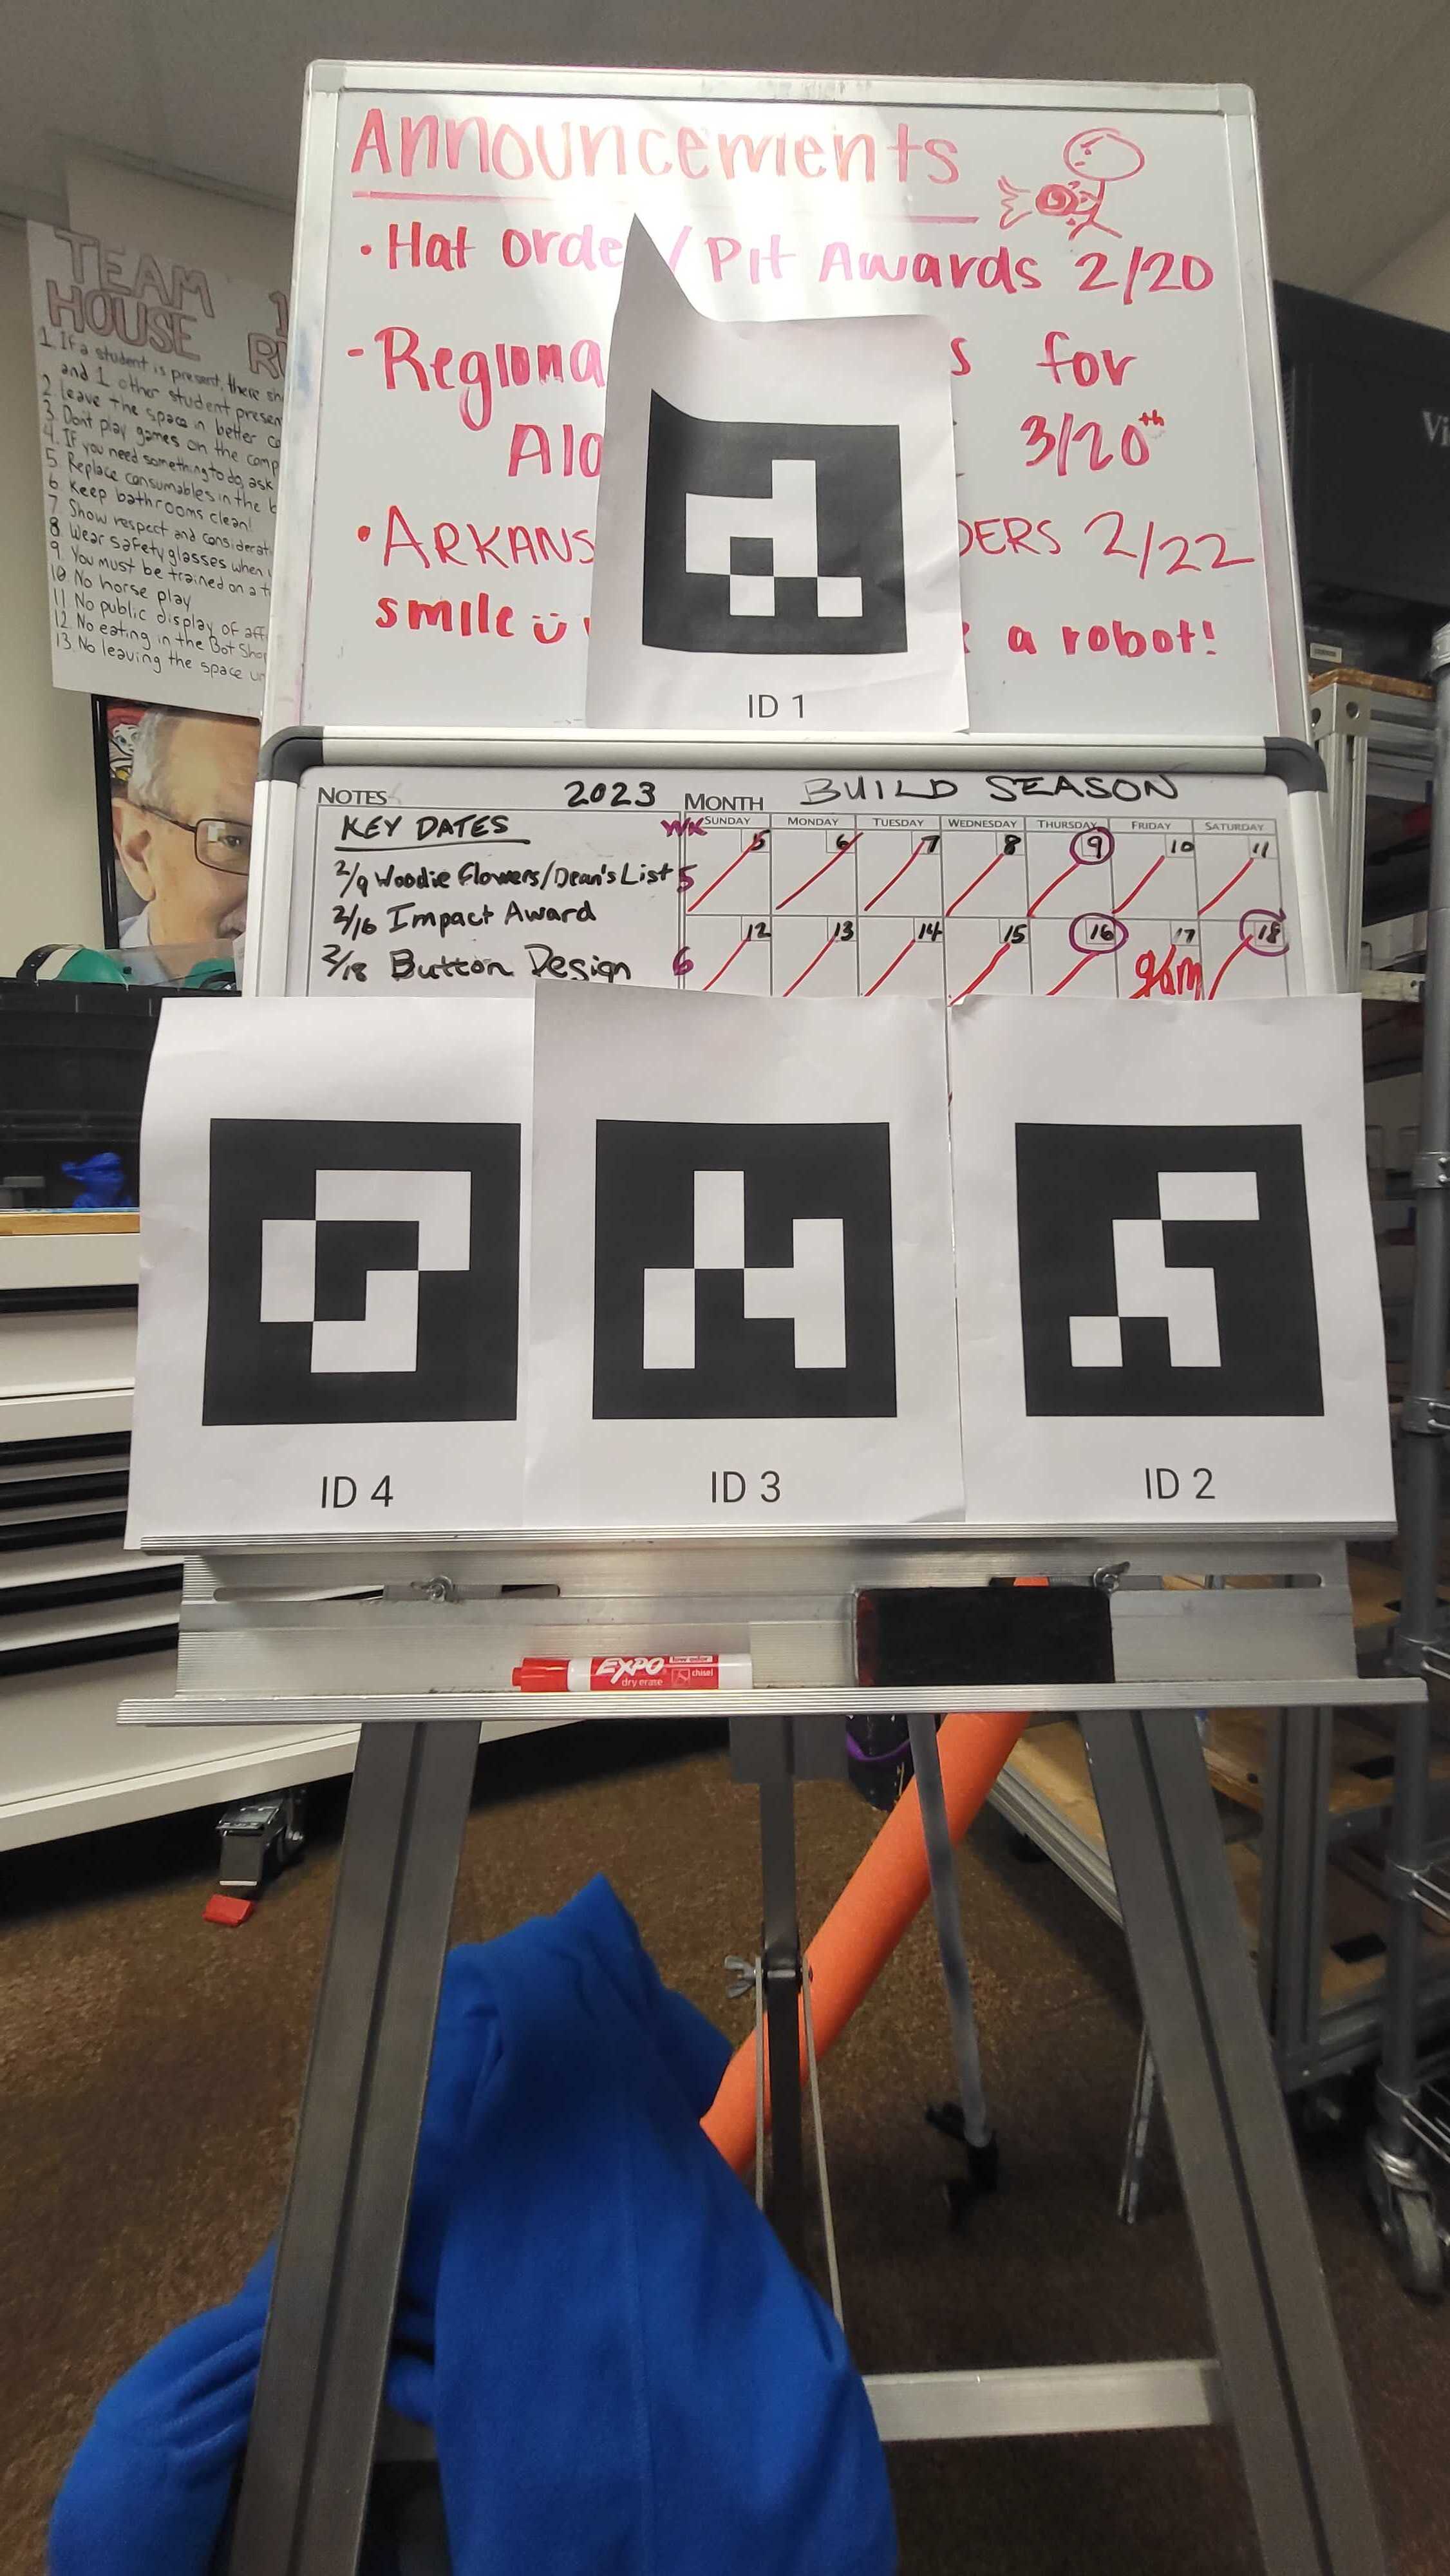 Announcements
• Hat orde / Pit Awards 2/20
- Regiona s for
Alo 3/20th
• ARKANS DERS 2/22
smile a robot!
ID 1
TEAM
HOUSE
1. If a student is present, there
and 1 other student presen
2. leave the space in better
3. Dont play games on the comp
4. If you need something to do, ask
5. Replace consumables in the
6. Keep bathrooms clean!
7. Show respect and considerat
8. Wear safety glasses when
9. You must be trained on a
10. No horse play
11 No public display of aff
12. No eating in the Bot Shop
13. No leaving the space
NOTES 2023 MONTH BUILD SEASON
KEY DATES
2/9 Woodie Flowers/Dean's List
2/16 Impact Award
2/18 Button Design
WK SUNDAY MONDAY TUESDAY WEDNESDAY THURSDAY FRIDAY SATURDAY
5 5 6 7 8 9 10 11
6 12 13 14 15 16 17 18
ID 4 ID 3 ID 2
EXPO low odor
dry erase chisel